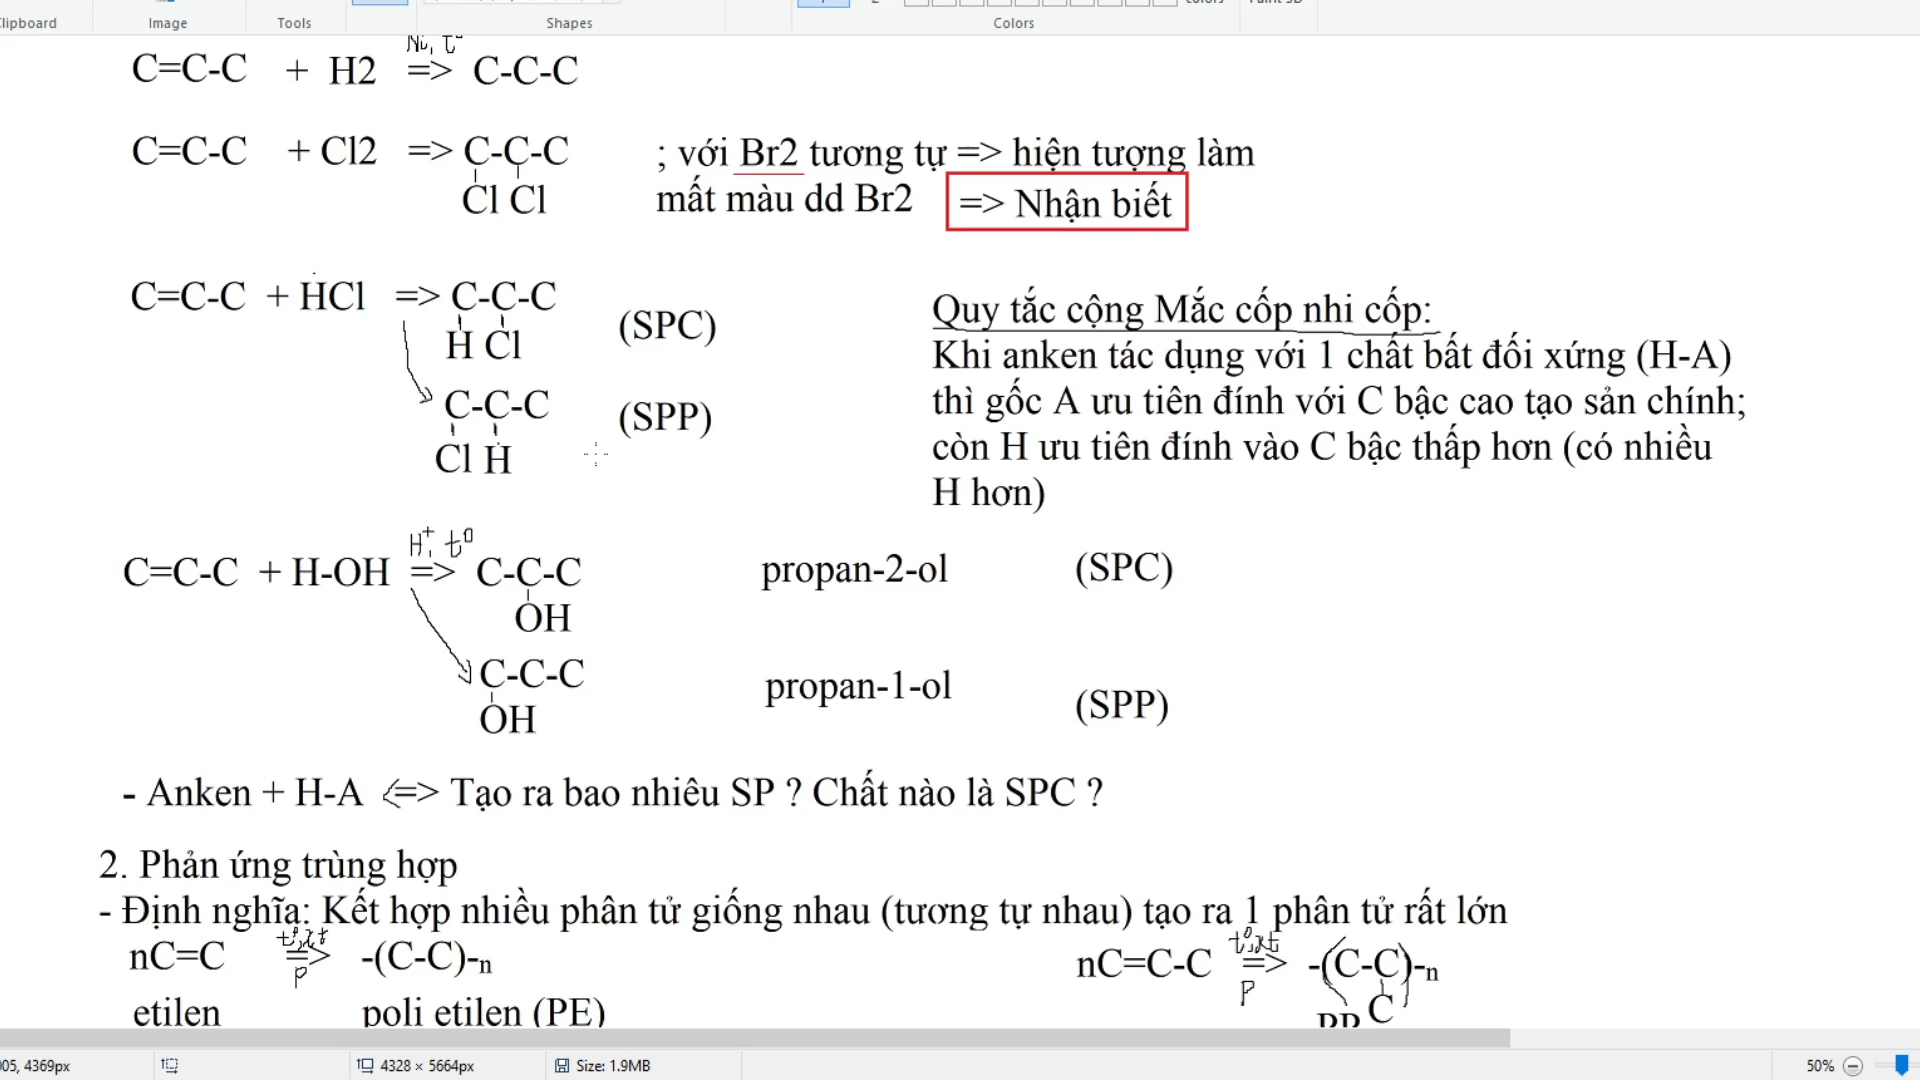 Image
Tools
Shapes
Colors
Ni, t°
C=C-C + H2 => C-C-C
C=C-C + Cl2 => C-C-C
Cl Cl
; với Br2 tương tự => hiện tượng làm
mất màu dd Br2 => Nhận biết
C=C-C + HCl => C-C-C (SPC)
H Cl
C-C-C (SPP)
Cl H
Quy tắc cộng Mắc cốp nhi cốp:
Khi anken tác dụng với 1 chất bất đối xứng (H-A)
thì gốc A ưu tiên đính với C bậc cao tạo sản chính;
còn H ưu tiên đính vào C bậc thấp hơn (có nhiều
H hơn)
H+, t°
C=C-C + H-OH => C-C-C propan-2-ol (SPC)
OH
C-C-C propan-1-ol (SPP)
OH
- Anken + H-A <=> Tạo ra bao nhiêu SP ? Chất nào là SPC ?
2. Phản ứng trùng hợp
- Định nghĩa: Kết hợp nhiều phân tử giống nhau (tương tự nhau) tạo ra 1 phân tử rất lớn
t°,xt
nC=C => -(C-C)-n
p
etilen poli etilen (PE)
t°,xt
nC=C-C => -(C-C)-n
p
C
PP
4369px
4328 × 5664px
Size: 1.9MB
50%